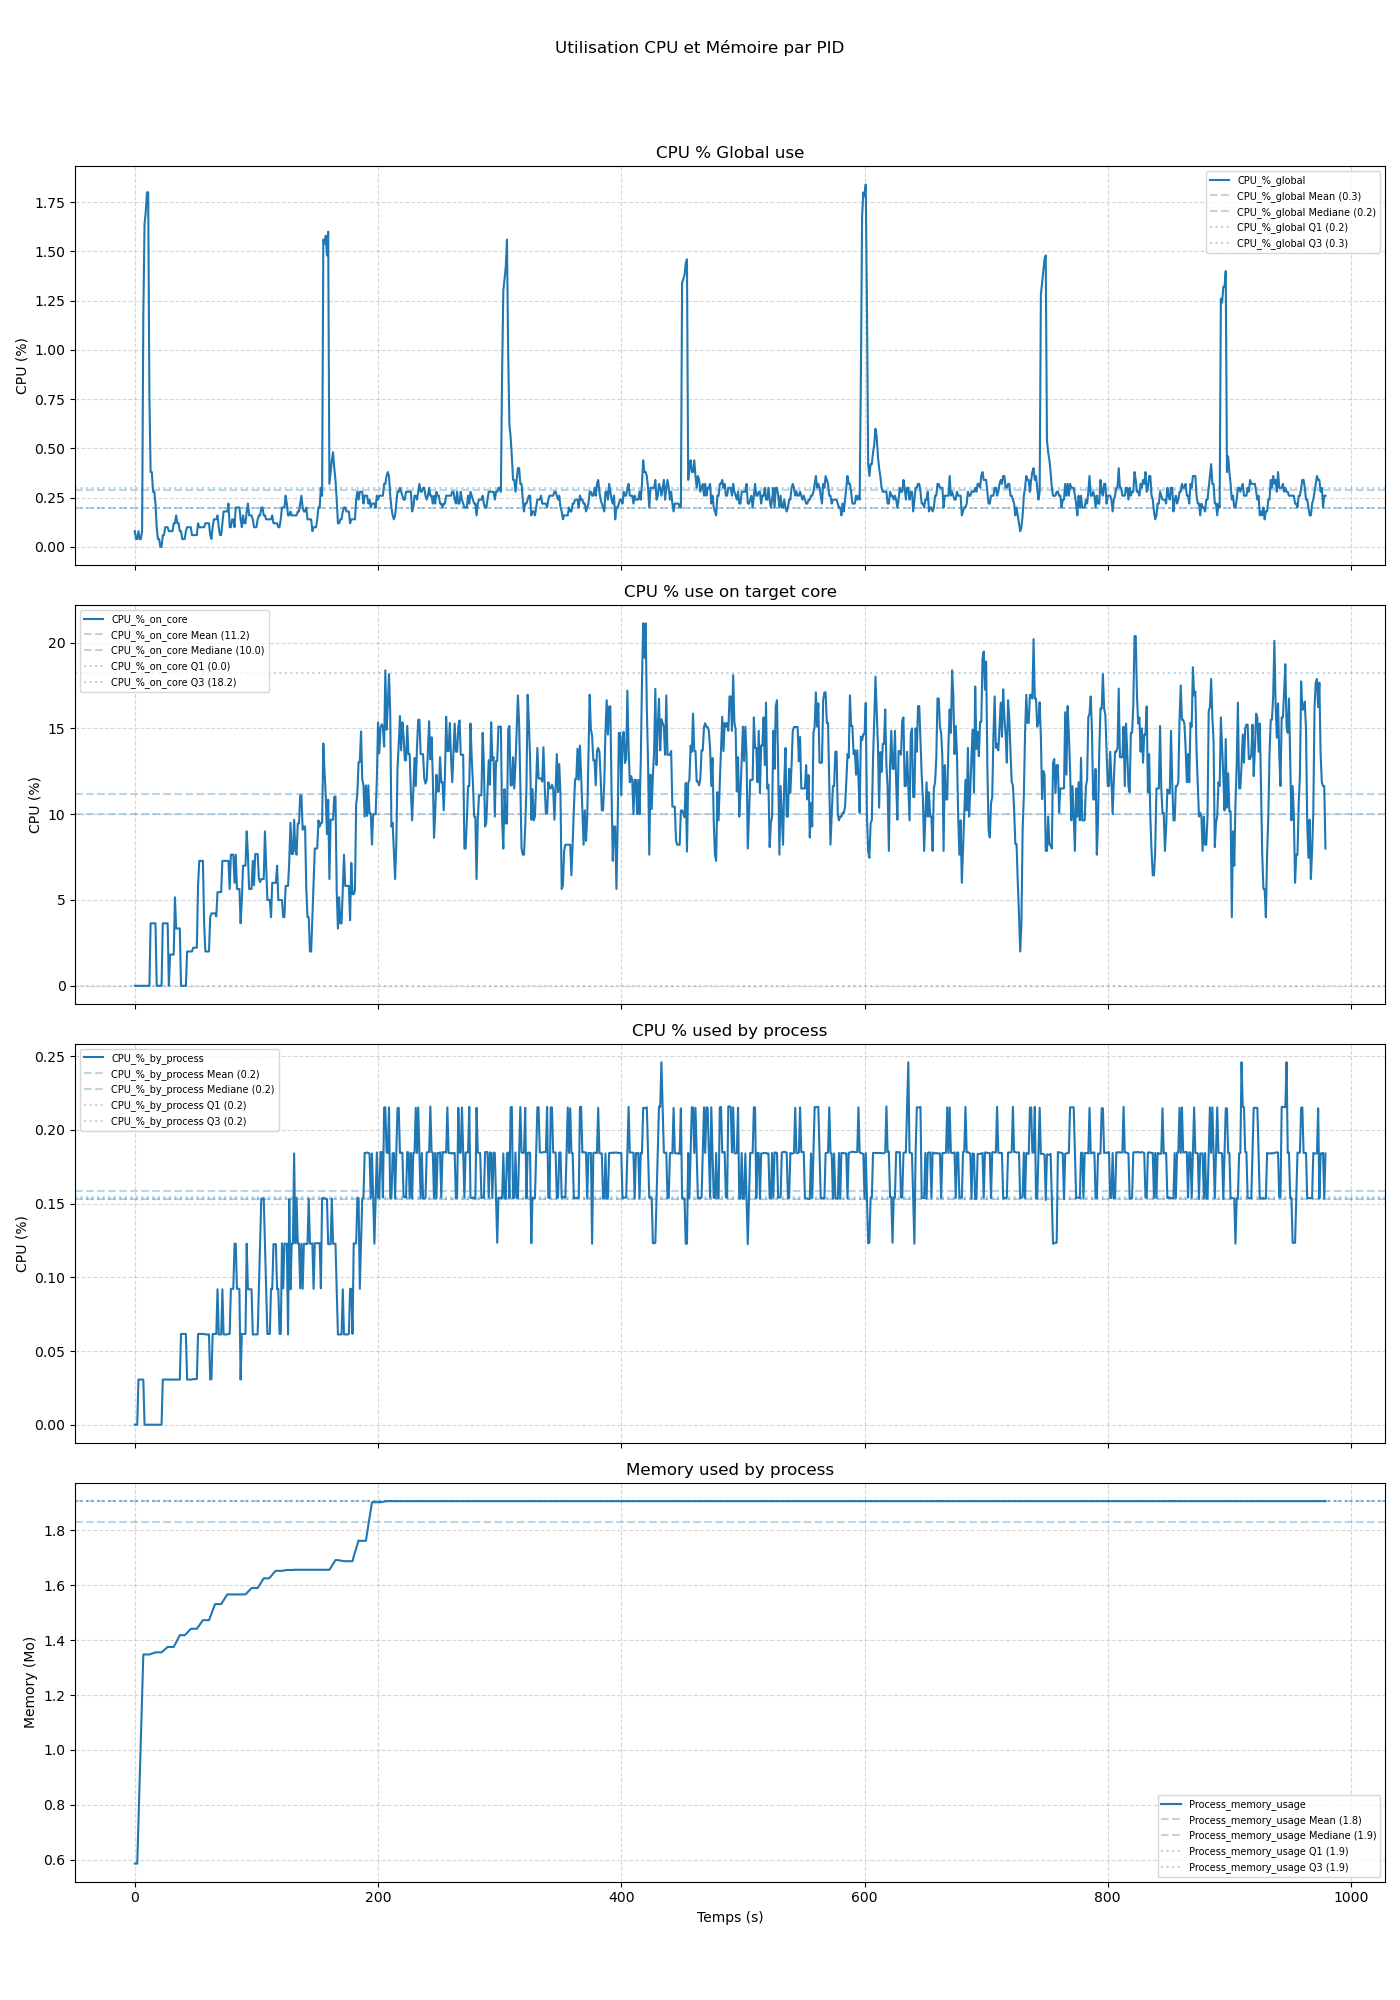 Utilisation CPU et Mémoire par PID
CPU % Global use
CPU (%)
1.75
1.50
1.25
1.00
0.75
0.50
0.25
0.00
CPU_%_global
CPU_%_global Mean (0.3)
CPU_%_global Mediane (0.2)
CPU_%_global Q1 (0.2)
CPU_%_global Q3 (0.3)
CPU % use on target core
CPU (%)
20
15
10
5
0
CPU_%_on_core
CPU_%_on_core Mean (11.2)
CPU_%_on_core Mediane (10.0)
CPU_%_on_core Q1 (0.0)
CPU_%_on_core Q3 (18.2)
CPU % used by process
CPU (%)
0.25
0.20
0.15
0.10
0.05
0.00
CPU_%_by_process
CPU_%_by_process Mean (0.2)
CPU_%_by_process Mediane (0.2)
CPU_%_by_process Q1 (0.2)
CPU_%_by_process Q3 (0.2)
Memory used by process
Memory (Mo)
1.8
1.6
1.4
1.2
1.0
0.8
0.6
Process_memory_usage
Process_memory_usage Mean (1.8)
Process_memory_usage Mediane (1.9)
Process_memory_usage Q1 (1.9)
Process_memory_usage Q3 (1.9)
0 200 400 600 800 1000
Temps (s)